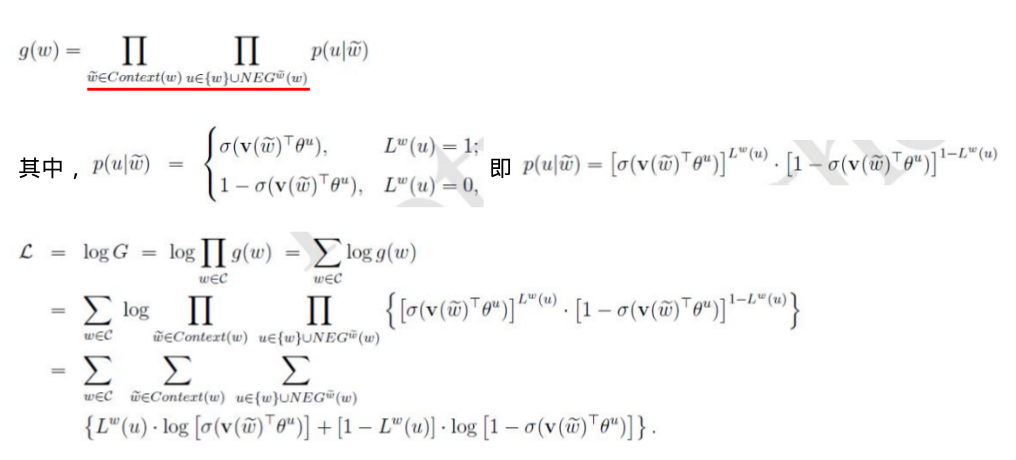 g(w) = ∏_{w̃∈Context(w)} ∏_{u∈{w}∪NEG^{w̃}(w)} p(u|w̃)
其中，p(u|w̃) = { σ(v(w̃)^⊤θ^u), L^w(u) = 1; 1 − σ(v(w̃)^⊤θ^u), L^w(u) = 0, 即 p(u|w̃) = [σ(v(w̃)^⊤θ^u)]^{L^w(u)} · [1 − σ(v(w̃)^⊤θ^u)]^{1−L^w(u)}
ℒ = log G = log ∏_{w∈C} g(w) = ∑_{w∈C} log g(w)
= ∑_{w∈C} log ∏_{w̃∈Context(w)} ∏_{u∈{w}∪NEG^{w̃}(w)} {[σ(v(w̃)^⊤θ^u)]^{L^w(u)} · [1 − σ(v(w̃)^⊤θ^u)]^{1−L^w(u)}}
= ∑_{w∈C} ∑_{w̃∈Context(w)} ∑_{u∈{w}∪NEG^{w̃}(w)}
{L^w(u) · log [σ(v(w̃)^⊤θ^u)] + [1 − L^w(u)] · log [1 − σ(v(w̃)^⊤θ^u)]}.